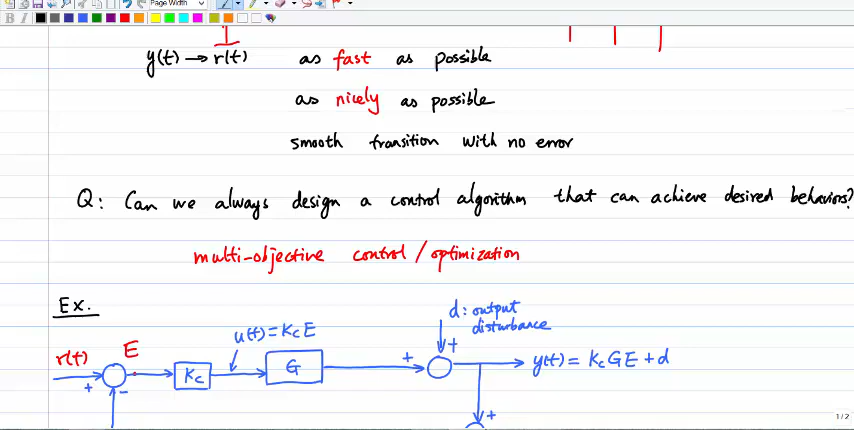 Page Width
B I
y(t) → r(t) as fast as possible
as nicely as possible
smooth transition with no error
Q: Can we always design a control algorithm that can achieve desired behaviors?
multi-objective control / optimization
Ex.
d: output
disturbance
u(t) = KcE
r(t) E Kc G + + y(t) = KcGE + d
+ -
+
1 / 2